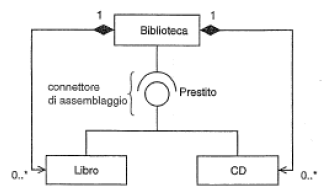 1
Biblioteca
1
connettore
di assemblaggio
Prestito
0..*
Libro
CD
0..*